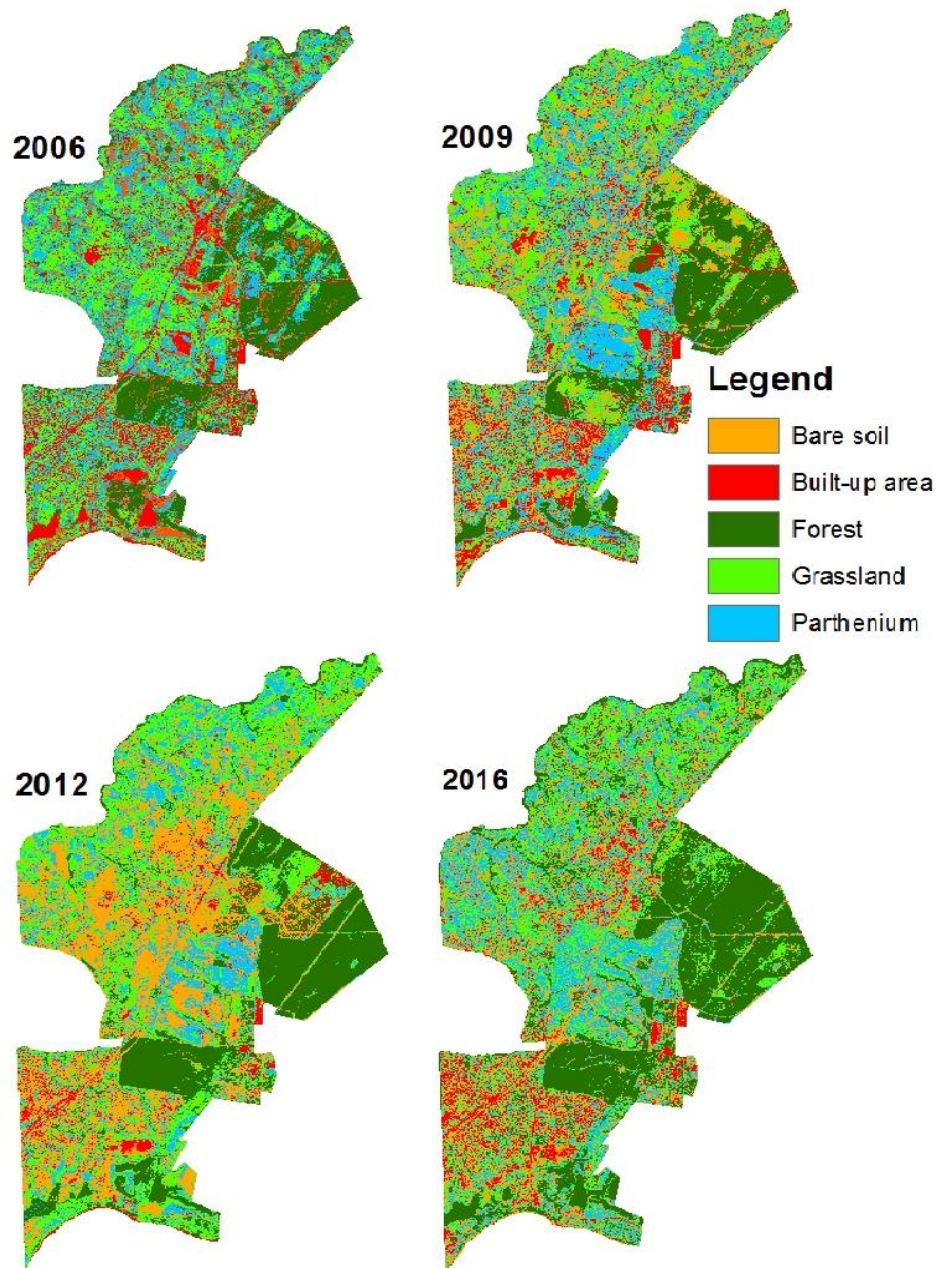 2006
2009
Legend
Bare soil
Built-up area
Forest
Grassland
Parthenium
2012
2016